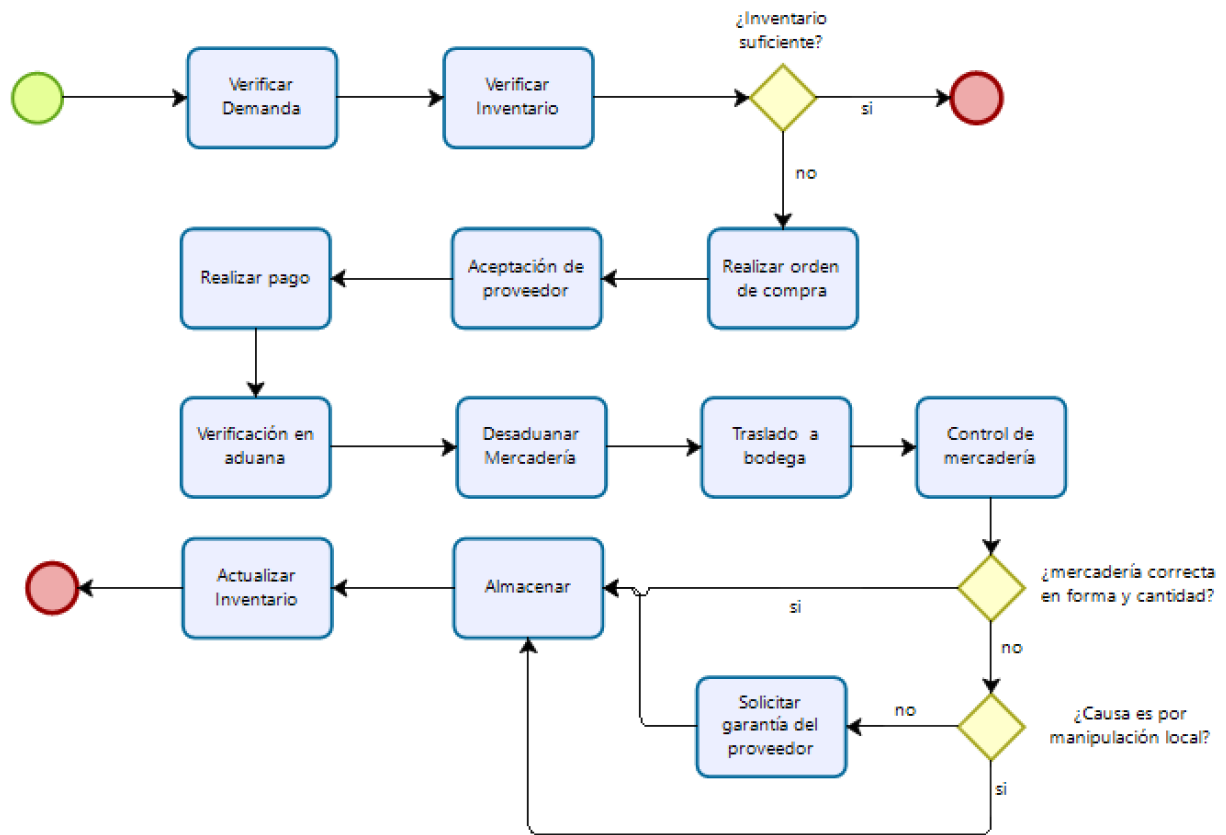 ¿Inventario
suficiente?
Verificar
Demanda
Verificar
Inventario
si
no
Realizar pago
Aceptación de
proveedor
Realizar orden
de compra
Verificación en
aduana
Desaduanar
Mercadería
Traslado a
bodega
Control de
mercadería
Actualizar
Inventario
Almacenar
si
¿mercadería correcta
en forma y cantidad?
no
Solicitar
garantía del
proveedor
no
¿Causa es por
manipulación local?
si